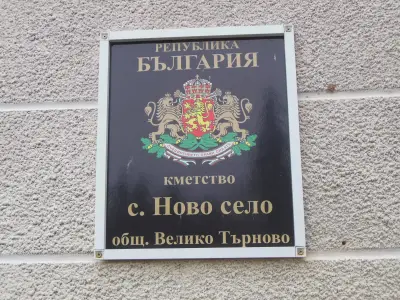 РЕПУБЛИКА
БЪЛГАРИЯ
кметство
с. Ново село
общ. Велико Търново